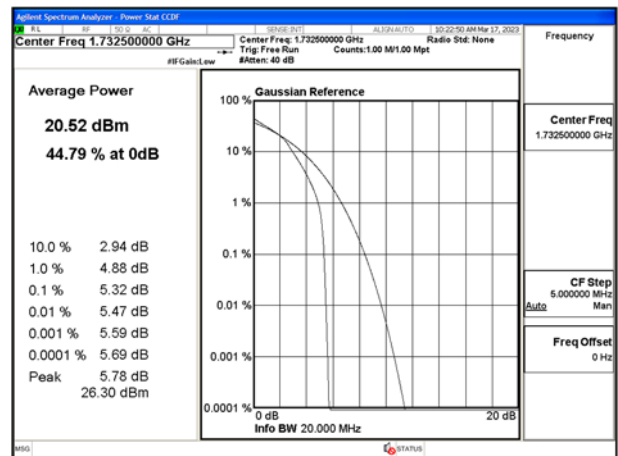 Agilent Spectrum Analyzer - Power Stat CCDF
RL RF 50 Ω AC SENSE:INT ALIGNAUTO 10:22:50 AM Mar 17, 2023
Center Freq 1.732500000 GHz
Center Freq: 1.732500000 GHz Radio Std: None
Trig: Free Run Counts:1.00 M/1.00 Mpt
#IFGain:Low #Atten: 40 dB
Frequency
Average Power
20.52 dBm
44.79 % at 0dB
10.0 % 2.94 dB
1.0 % 4.88 dB
0.1 % 5.32 dB
0.01 % 5.47 dB
0.001 % 5.59 dB
0.0001 % 5.69 dB
Peak 5.78 dB
26.30 dBm
Gaussian Reference
100 %
10 %
1 %
0.1 %
0.01 %
0.001 %
0.0001 %
0 dB 20 dB
Info BW 20.000 MHz
Center Freq
1.732500000 GHz
CF Step
5.000000 MHz
Auto Man
Freq Offset
0 Hz
MSG STATUS